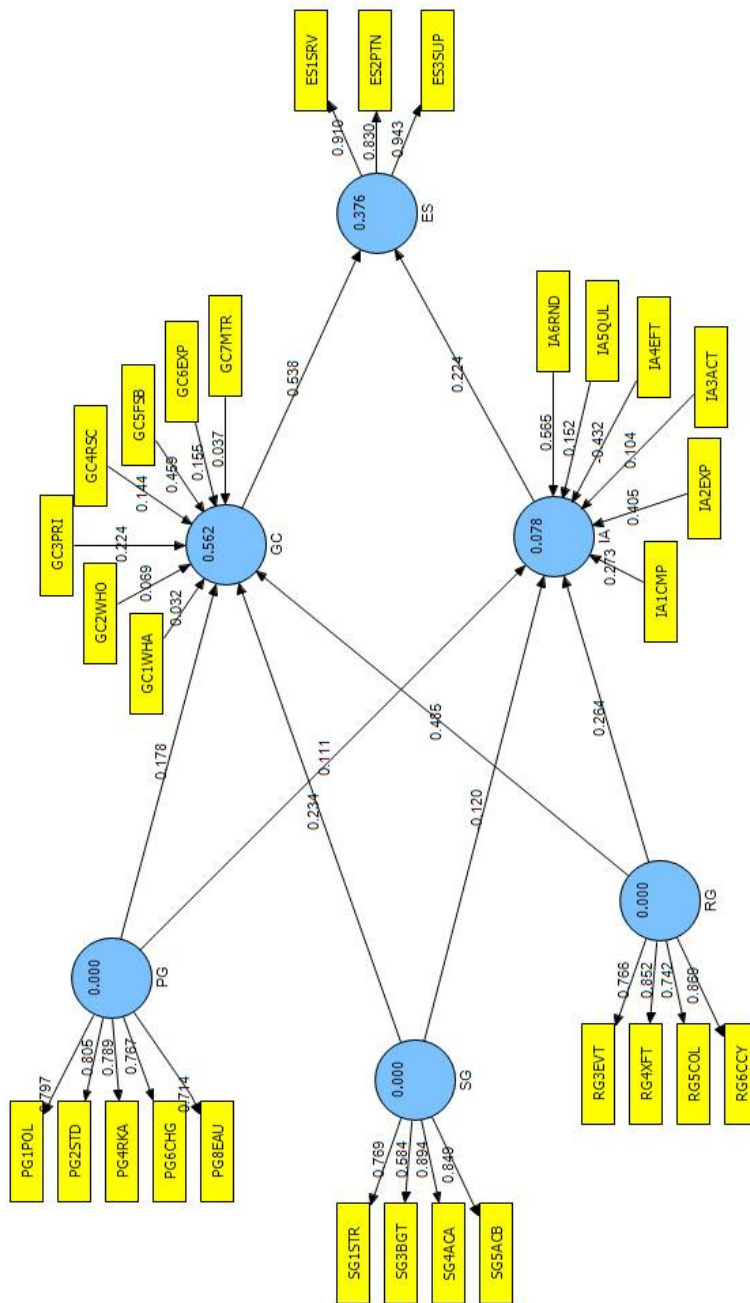 PG1POL
PG2STD
PG4RKA
PG6CHG
PG8EAU
0.797
0.805
0.789
0.767
0.714
0.000
PG
SG1STR
SG3BGT
SG4ACA
SG5ACB
0.769
0.584
0.894
0.849
0.000
SG
RG3EVT
RG4XFT
RG5COL
RG6CCY
0.766
0.852
0.742
0.869
0.000
RG
0.178
0.111
0.234
0.120
0.485
0.264
GC1WHA
GC2WHO
GC3PRI
GC4RSC
GC5FSB
GC6EXP
GC7MTR
0.032
0.069
0.224
0.144
0.459
0.155
0.037
0.562
GC
IA1CMP
IA2EXP
IA3ACT
IA4EFT
IA5QUL
IA6RND
0.273
0.405
0.104
-0.432
0.152
0.565
0.078
IA
0.538
0.224
0.376
ES
0.910
0.830
0.943
ES1SRV
ES2PTN
ES3SUP